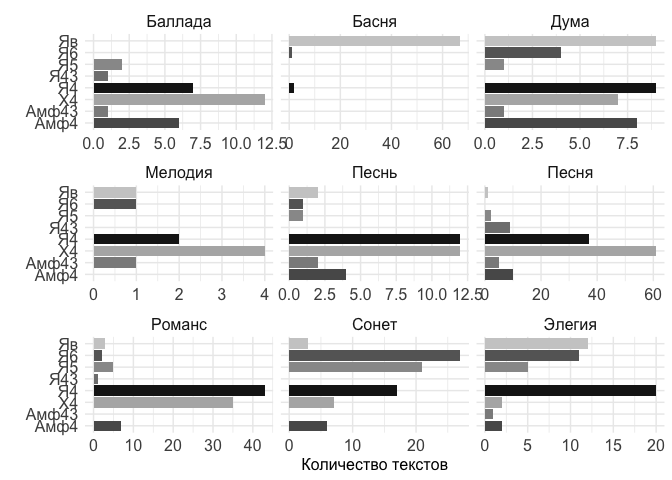 Баллада Басня Дума
Яв
Я6
Я5
Я43
Я4
Х4
Амф43
Амф4
0.0 2.5 5.0 7.5 10.0 12.5 0 20 40 60 0.0 2.5 5.0 7.5
Мелодия Песнь Песня
Яв
Я6
Я5
Я43
Я4
Х4
Амф43
Амф4
0 1 2 3 4 0.0 2.5 5.0 7.5 10.0 12.5 0 20 40 60
Романс Сонет Элегия
Яв
Я6
Я5
Я43
Я4
Х4
Амф43
Амф4
0 10 20 30 40 0 10 20 0 5 10 15 20
Количество текстов